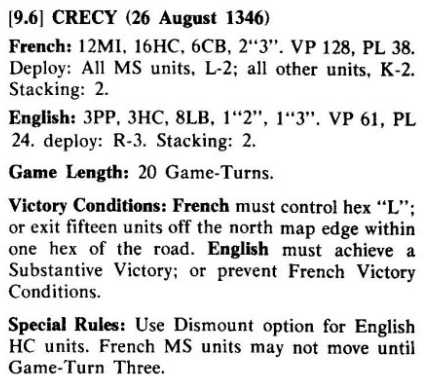 [9.6] CRECY (26 August 1346)
French: 12MI, 16HC, 6CB, 2“3”. VP 128, PL 38.
Deploy: All MS units, L-2; all other units, K-2.
Stacking: 2.
English: 3PP, 3HC, 8LB, 1“2”, 1“3”. VP 61, PL
24. deploy: R-3. Stacking: 2.
Game Length: 20 Game-Turns.
Victory Conditions: French must control hex “L”;
or exit fifteen units off the north map edge within
one hex of the road. English must achieve a
Substantive Victory; or prevent French Victory
Conditions.
Special Rules: Use Dismount option for English
HC units. French MS units may not move until
Game-Turn Three.